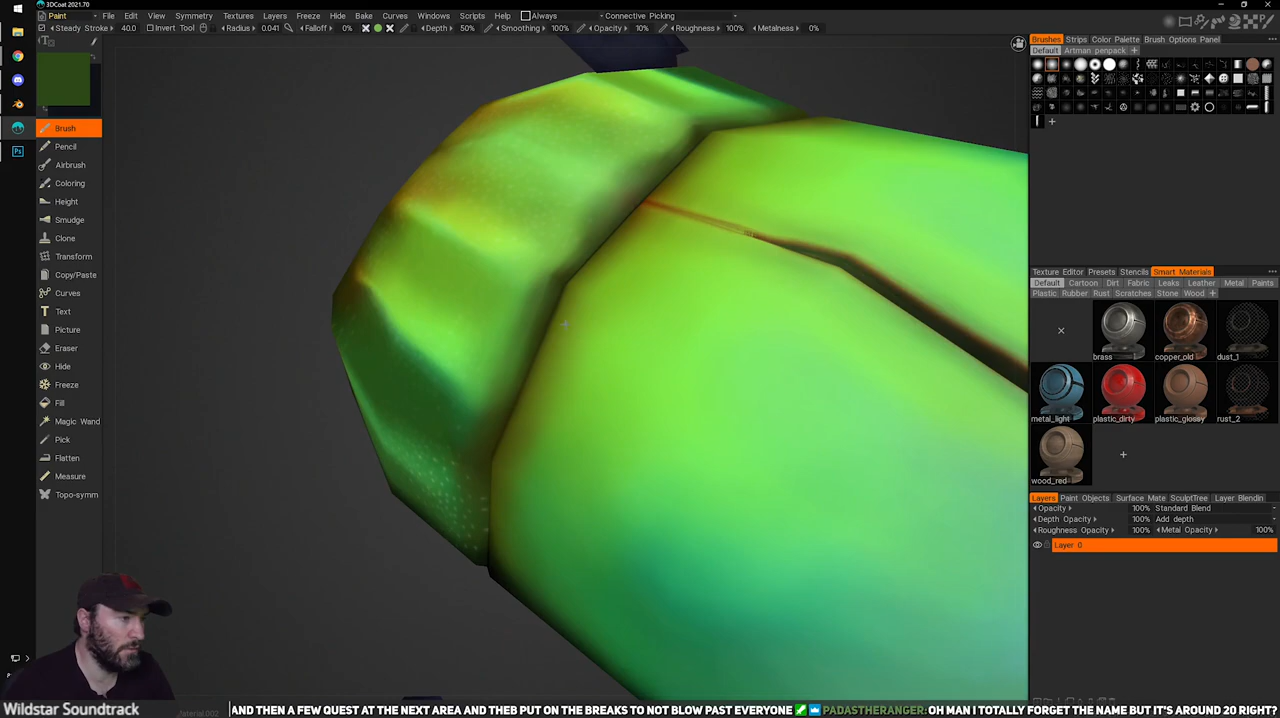 3DCoat 2021.70
Paint File Edit View Symmetry Textures Layers Freeze Hide Bake Curves Windows Scripts Help Always Connective Picking
Steady Stroke 40.0 Invert Tool Radius 0.041 Falloff 0% Depth 50% Smoothing 100% Opacity 10% Roughness 100% Metalness 0%
Brush
Pencil
Airbrush
Coloring
Height
Smudge
Clone
Transform
Copy/Paste
Curves
Text
Picture
Eraser
Hide
Freeze
Fill
Magic Wand
Pick
Flatten
Measure
Topo-symm
Brushes Strips Color Palette Brush Options Panel
Default Artman penpack
Texture Editor Presets Stencils Smart Materials
Default Cartoon Dirt Fabric Leaks Leather Metal Paints
Plastic Rubber Rust Scratches Stone Wood
brass copper_old dust_1
metal_light plastic_dirty plastic_glossy rust_2
wood_red
Layers Paint Objects Surface Mate SculptTree Layer Blendin
Opacity 100% Standard Blend
Depth Opacity 100% Add depth
Roughness Opacity 100% Metal Opacity 100%
Layer 0
Wildstar Soundtrack
AND THEN A FEW QUEST AT THE NEXT AREA AND THEB PUT ON THE BREAKS TO NOT BLOW PAST EVERYONE PADASTHERANGER: OH MAN I TOTALLY FORGET THE NAME BUT IT'S AROUND 20 RIGHT?